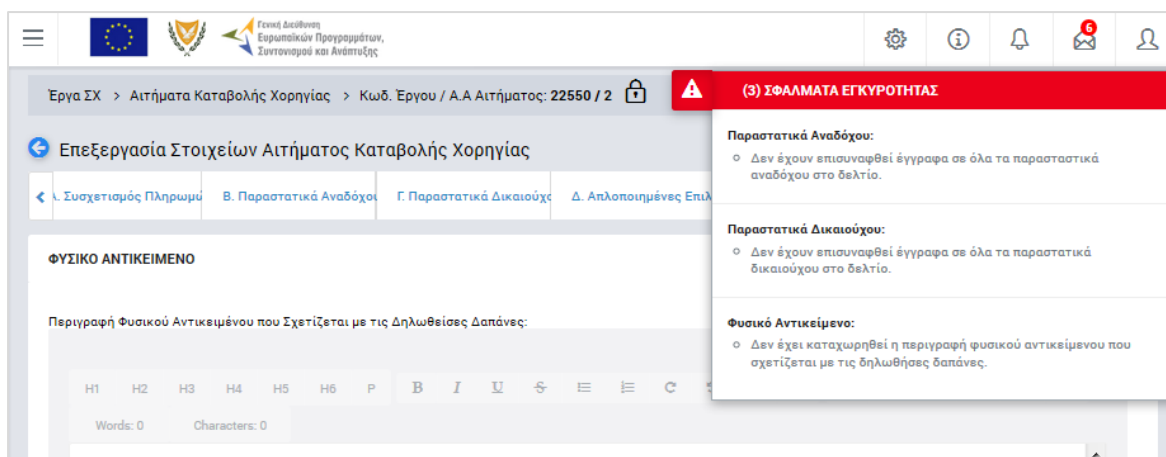 Γενική Διεύθυνση
Ευρωπαϊκών Προγραμμάτων,
Συντονισμού και Ανάπτυξης
6
Έργα ΣΧ > Αιτήματα Καταβολής Χορηγίας > Κωδ. Έργου / Α.Α Αιτήματος: 22550 / 2
(3) ΣΦΑΛΜΑΤΑ ΕΓΚΥΡΟΤΗΤΑΣ
Παραστατικά Αναδόχου:
Δεν έχουν επισυναφθεί έγγραφα σε όλα τα παρασταστικά
αναδόχου στο δελτίο.
Παραστατικά Δικαιούχου:
Δεν έχουν επισυναφθεί έγγραφα σε όλα τα παραστατικά
δικαιούχου στο δελτίο.
Φυσικό Αντικείμενο:
Δεν έχει καταχωρηθεί η περιγραφή φυσικού αντικείμενου που
σχετίζεται με τις δηλωθήσες δαπάνες.
Επεξεργασία Στοιχείων Αιτήματος Καταβολής Χορηγίας
. Συσχετισμός Πληρωμώ Β. Παραστατικά Αναδόχου Γ. Παραστατικά Δικαιούχο Δ. Απλοποιημένες Επιλ
ΦΥΣΙΚΟ ΑΝΤΙΚΕΙΜΕΝΟ
Περιγραφή Φυσικού Αντικειμένου που Σχετίζεται με τις Δηλωθείσες Δαπάνες:
H1 H2 H3 H4 H5 H6 P B I U S
Words: 0 Characters: 0